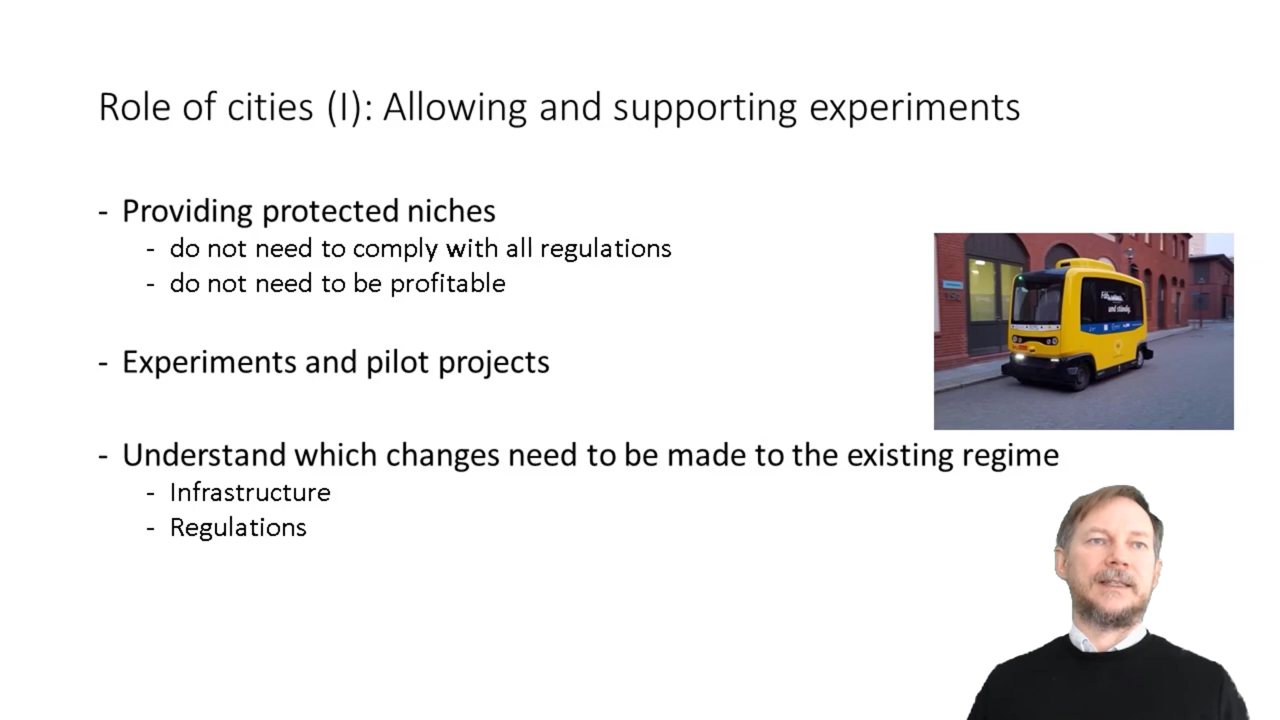 Role of cities (I): Allowing and supporting experiments
- Providing protected niches
- do not need to comply with all regulations
- do not need to be profitable
- Experiments and pilot projects
- Understand which changes need to be made to the existing regime
- Infrastructure
- Regulations
und ständig.